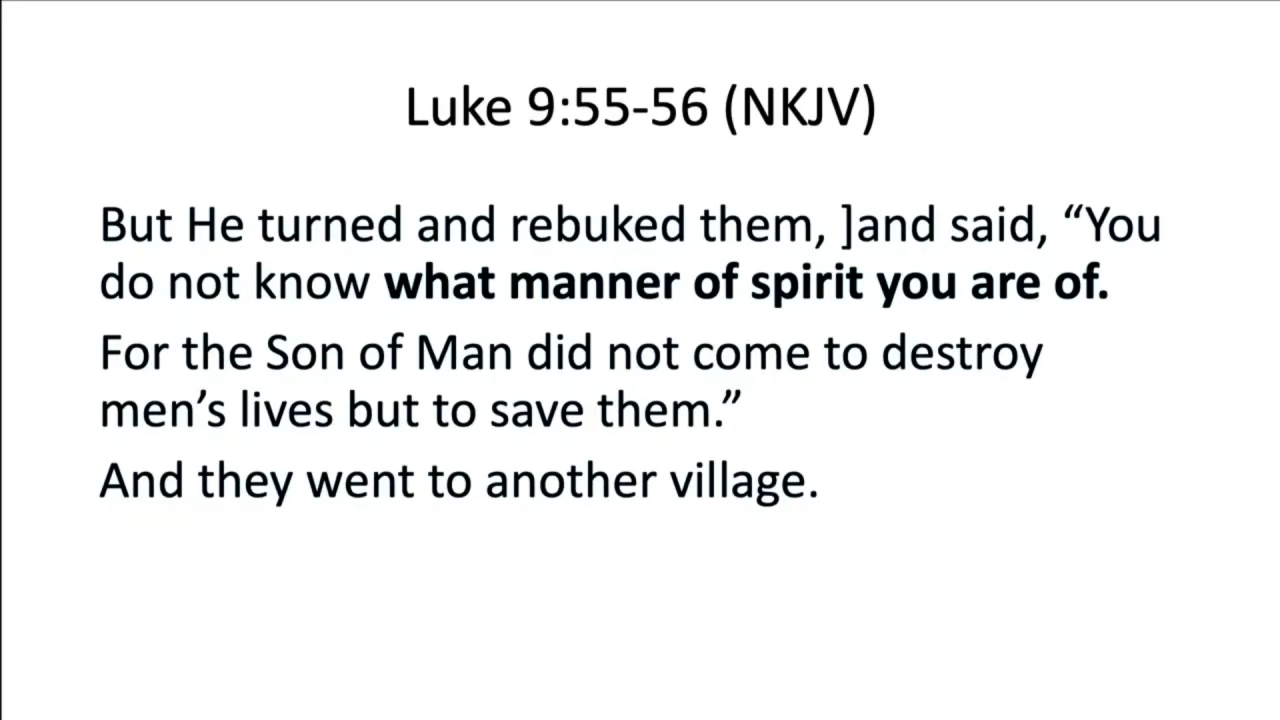 Luke 9:55-56 (NKJV)
But He turned and rebuked them, ]and said, “You
do not know what manner of spirit you are of.
For the Son of Man did not come to destroy
men’s lives but to save them.”
And they went to another village.